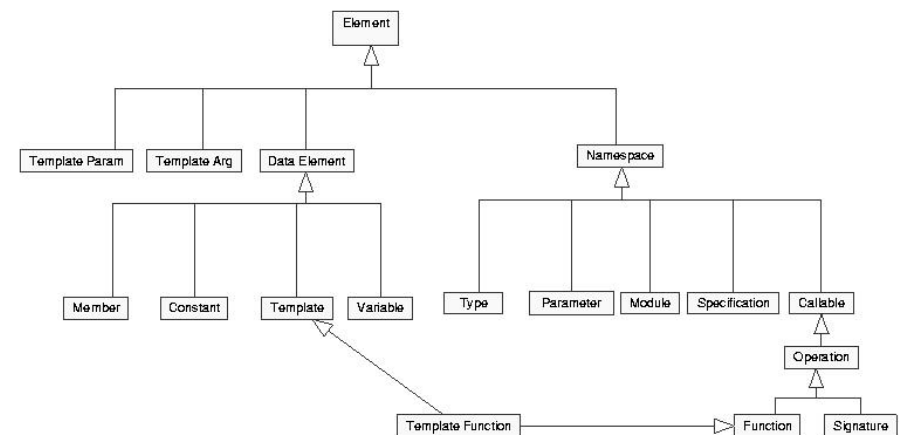 Element
Template Param
Template Arg
Data Element
Namespace
Member
Constant
Template
Variable
Type
Parameter
Module
Specification
Callable
Operation
Template Function
Function
Signature